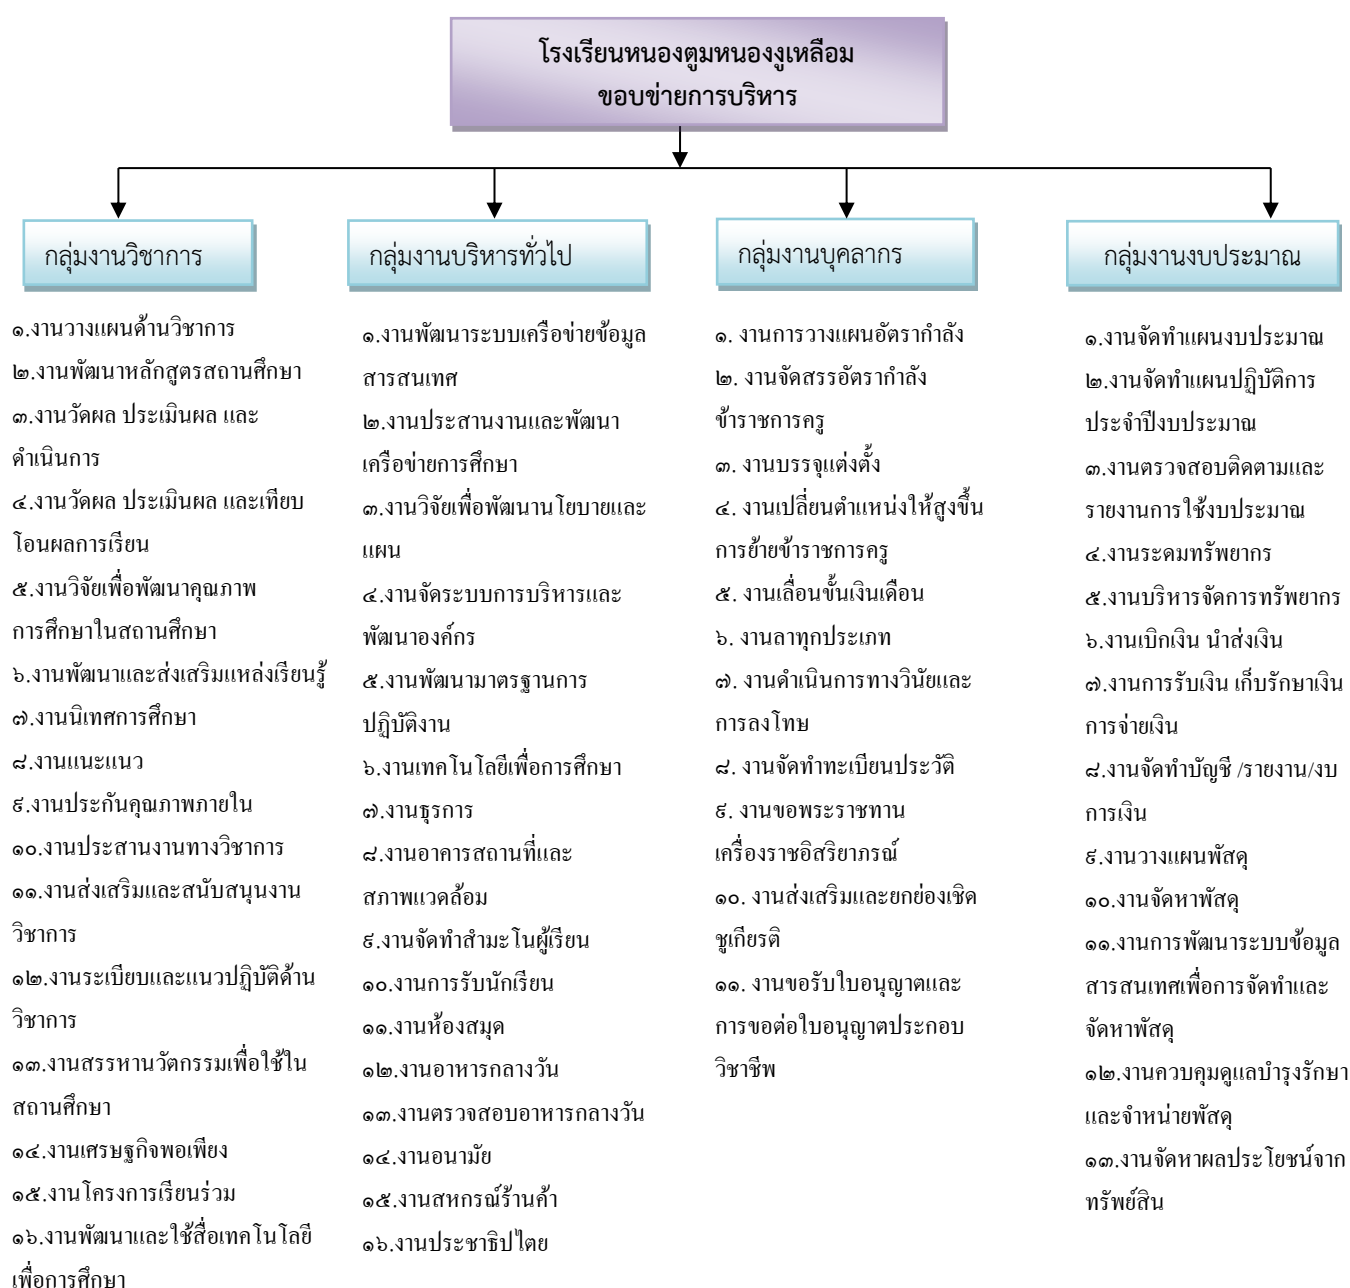 โรงเรียนหนองตูมหนองงูเหลือม
ขอบข่ายการบริหาร
กลุ่มงานวิชาการ
๑.งานวางแผนด้านวิชาการ
๒.งานพัฒนาหลักสูตรสถานศึกษา
๓.งานวัดผล ประเมินผล และ
ดำเนินการ
๔.งานวัดผล ประเมินผล และเทียบ
โอนผลการเรียน
๕.งานวิจัยเพื่อพัฒนาคุณภาพ
การศึกษาในสถานศึกษา
๖.งานพัฒนาและส่งเสริมแหล่งเรียนรู้
๗.งานนิเทศการศึกษา
๘.งานแนะแนว
๙.งานประกันคุณภาพภายใน
๑๐.งานประสานงานทางวิชาการ
๑๑.งานส่งเสริมและสนับสนุนงาน
วิชาการ
๑๒.งานระเบียบและแนวปฏิบัติด้าน
วิชาการ
๑๓.งานสรรหานวัตกรรมเพื่อใช้ใน
สถานศึกษา
๑๔.งานเศรษฐกิจพอเพียง
๑๕.งานโครงการเรียนร่วม
๑๖.งานพัฒนาและใช้สื่อเทคโนโลยี
เพื่อการศึกษา
กลุ่มงานบริหารทั่วไป
๑.งานพัฒนาระบบเครือข่ายข้อมูล
สารสนเทศ
๒.งานประสานงานและพัฒนา
เครือข่ายการศึกษา
๓.งานวิจัยเพื่อพัฒนานโยบายและ
แผน
๔.งานจัดระบบการบริหารและ
พัฒนาองค์กร
๕.งานพัฒนามาตรฐานการ
ปฏิบัติงาน
๖.งานเทคโนโลยีเพื่อการศึกษา
๗.งานธุรการ
๘.งานอาคารสถานที่และ
สภาพแวดล้อม
๙.งานจัดทำสำมะโนผู้เรียน
๑๐.งานการรับนักเรียน
๑๑.งานห้องสมุด
๑๒.งานอาหารกลางวัน
๑๓.งานตรวจสอบอาหารกลางวัน
๑๔.งานอนามัย
๑๕.งานสหกรณ์ร้านค้า
๑๖.งานประชาธิปไตย
กลุ่มงานบุคลากร
๑. งานการวางแผนอัตรากำลัง
๒. งานจัดสรรอัตรากำลัง
ข้าราชการครู
๓. งานบรรจุแต่งตั้ง
๔. งานเปลี่ยนตำแหน่งให้สูงขึ้น
การย้ายข้าราชการครู
๕. งานเลื่อนขั้นเงินเดือน
๖. งานลาทุกประเภท
๗. งานดำเนินการทางวินัยและ
การลงโทษ
๘. งานจัดทำทะเบียนประวัติ
๙. งานขอพระราชทาน
เครื่องราชอิสริยาภรณ์
๑๐. งานส่งเสริมและยกย่องเชิด
ชูเกียรติ
๑๑. งานขอรับใบอนุญาตและ
การขอต่อใบอนุญาตประกอบ
วิชาชีพ
กลุ่มงานงบประมาณ
๑.งานจัดทำแผนงบประมาณ
๒.งานจัดทำแผนปฏิบัติการ
ประจำปีงบประมาณ
๓.งานตรวจสอบติดตามและ
รายงานการใช้งบประมาณ
๔.งานระดมทรัพยากร
๕.งานบริหารจัดการทรัพยากร
๖.งานเบิกเงิน นำส่งเงิน
๗.งานการรับเงิน เก็บรักษาเงิน
การจ่ายเงิน
๘.งานจัดทำบัญชี /รายงาน/งบ
การเงิน
๙.งานวางแผนพัสดุ
๑๐.งานจัดหาพัสดุ
๑๑.งานการพัฒนาระบบข้อมูล
สารสนเทศเพื่อการจัดทำและ
จัดหาพัสดุ
๑๒.งานควบคุมดูแลบำรุงรักษา
และจำหน่ายพัสดุ
๑๓.งานจัดหาผลประโยชน์จาก
ทรัพย์สิน